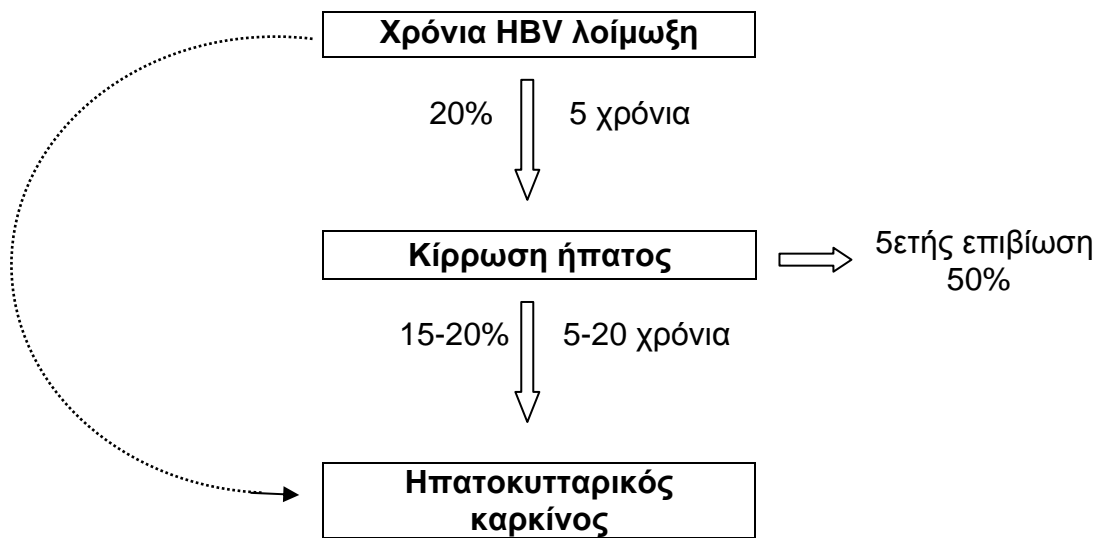 Χρόνια HBV λοίμωξη
20% 5 χρόνια
Κίρρωση ήπατος
5ετής επιβίωση
50%
15-20% 5-20 χρόνια
Ηπατοκυτταρικός
καρκίνος